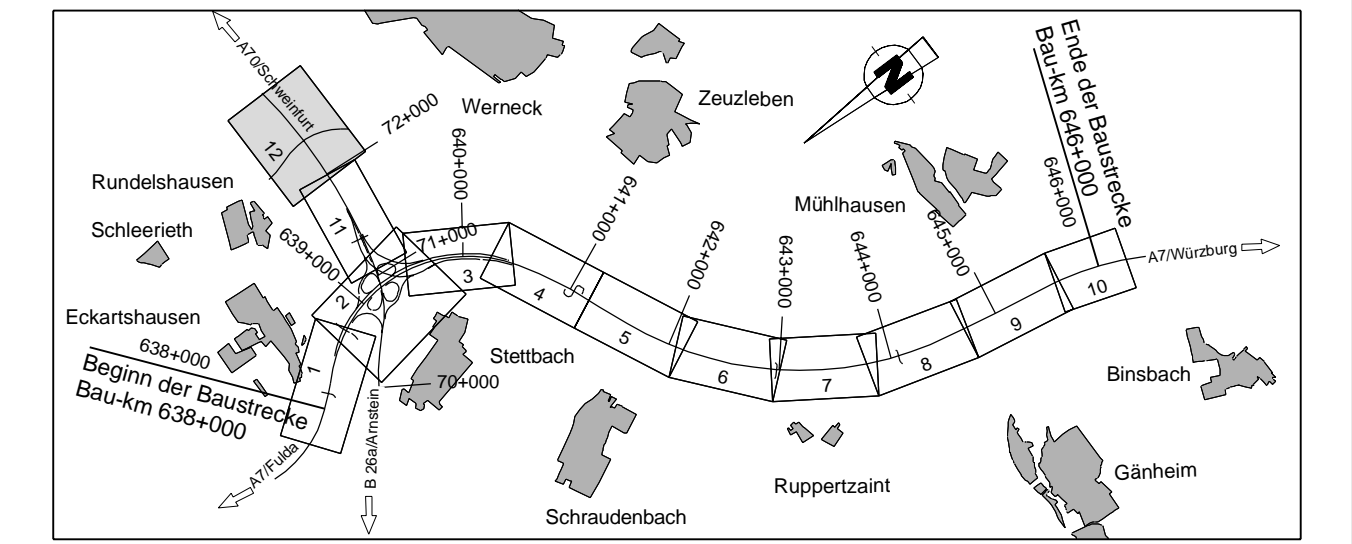 A70/Schweinfurt
12
72+000
Werneck
Zeuzleben
N
Ende der Baustrecke
Bau-km 646+000
646+000
Rundelshausen
Schleerieth
11
639+000
71+000
640+000
641+000
642+000
643+000
644+000
645+000
Mühlhausen
A7/Würzburg
2
3
4
5
6
7
8
9
10
Eckartshausen
638+000
Beginn der Baustrecke
Bau-km 638+000
1
Stettbach
70+000
A7/Fulda
B 26a/Arnstein
Schraudenbach
Ruppertzaint
Binsbach
Gänheim